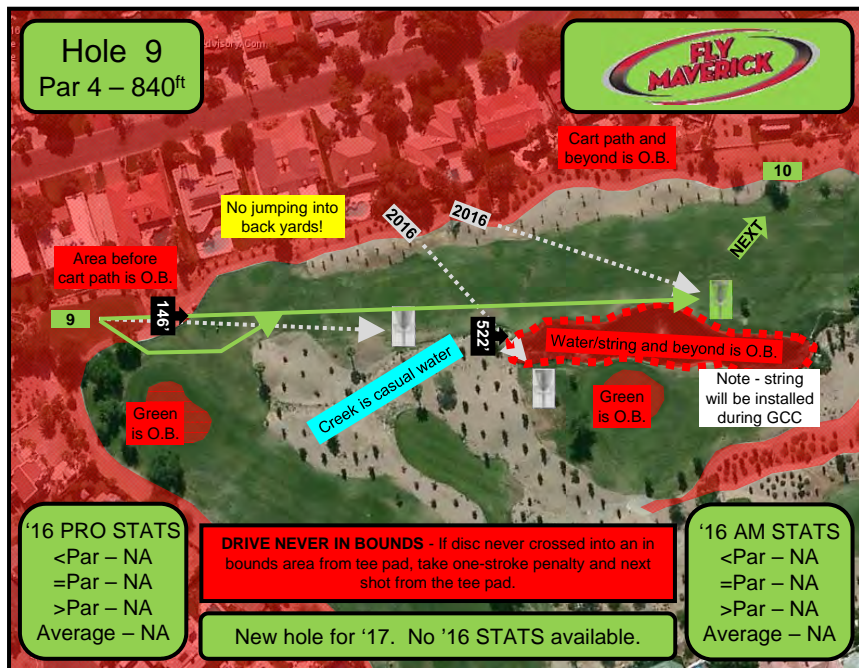 Hole 9
Par 4 – 840ft
dvisory.Com
FLY
MAVERICK
Cart path and
beyond is O.B.
10
No jumping into
back yards!
2016
2016
NEXT
Area before
cart path is O.B.
9
146'
522'
Water/string and beyond is O.B.
Creek is casual water
Note - string
will be installed
during GCC
Green
is O.B.
Green
is O.B.
'16 PRO STATS
<Par – NA
=Par – NA
>Par – NA
Average – NA
DRIVE NEVER IN BOUNDS - If disc never crossed into an in
bounds area from tee pad, take one-stroke penalty and next
shot from the tee pad.
New hole for '17.  No '16 STATS available.
'16 AM STATS
<Par – NA
=Par – NA
>Par – NA
Average – NA